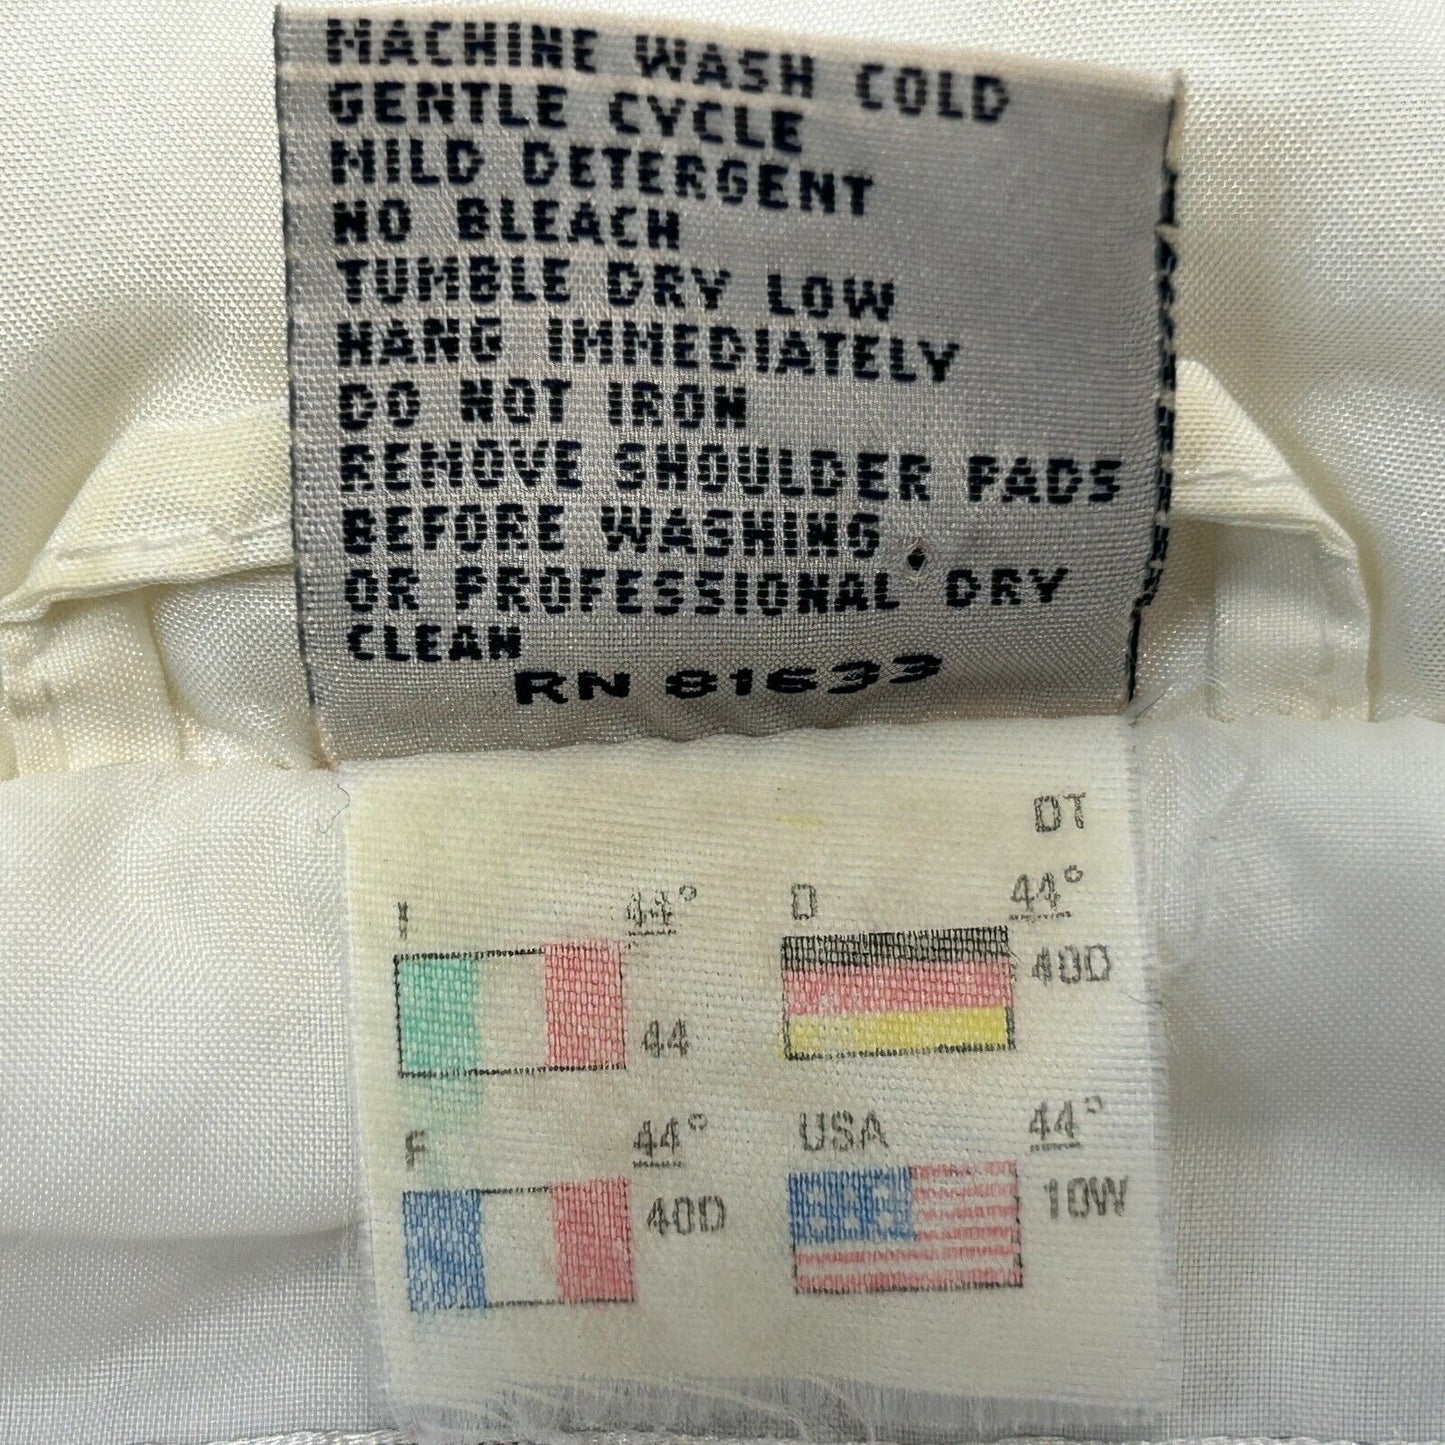 MACHINE WASH COLD
GENTLE CYCLE
MILD DETERGENT
NO BLEACH
TUMBLE DRY LOW
HANG IMMEDIATELY
DO NOT IRON
REMOVE SHOULDER PADS
BEFORE WASHING
OR PROFESSIONAL DRY
CLEAN
RN 81633
DT
I 44°
44
D 44°
40D
F 44°
40D
USA 44°
10W